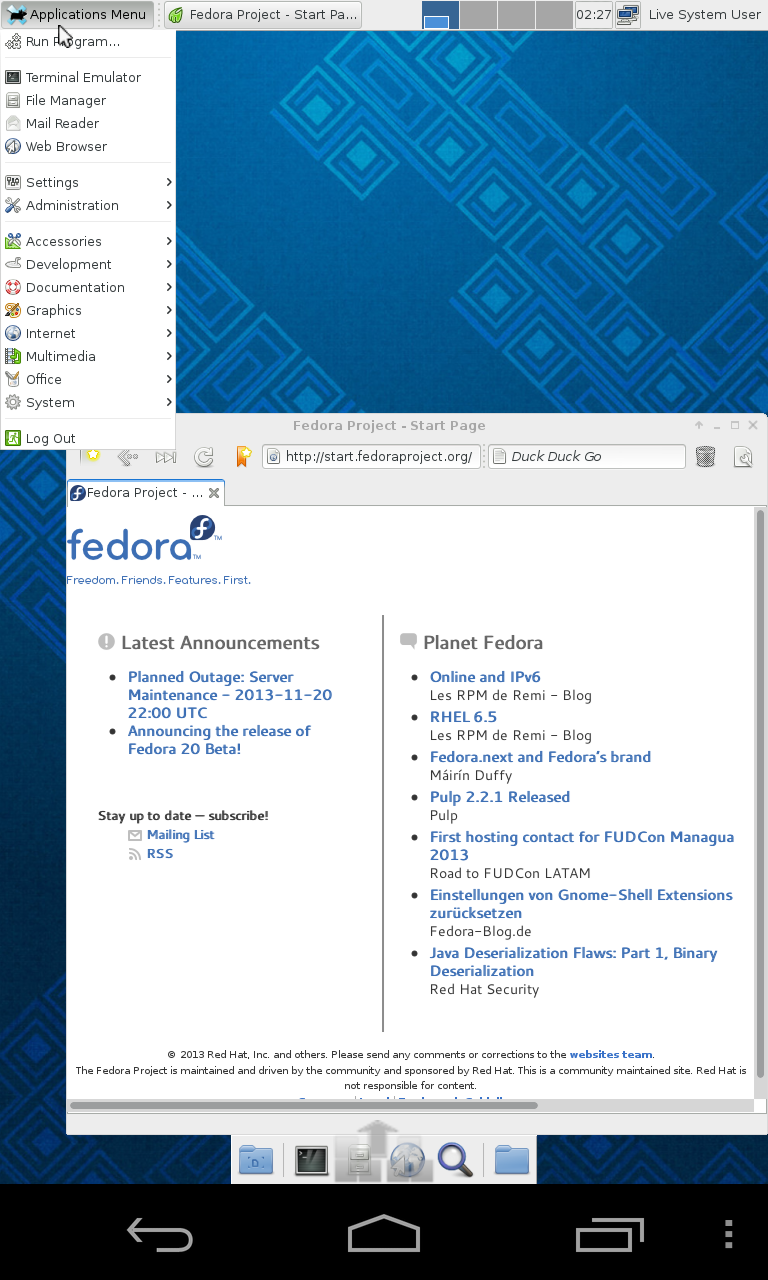 Applications Menu
Fedora Project - Start Pa...
02:27
Live System User
Terminal Emulator
File Manager
Mail Reader
Web Browser
Settings
Administration
Accessories
Development
Documentation
Graphics
Internet
Multimedia
Office
System
Log Out
Fedora Project - Start Page
http://start.fedoraproject.org/
Duck Duck Go
Fedora Project - ...
fedora™
Freedom. Friends. Features. First.
Latest Announcements
Planned Outage: Server
Maintenance - 2013-11-20
22:00 UTC
Announcing the release of
Fedora 20 Beta!
Stay up to date — subscribe!
Mailing List
RSS
Planet Fedora
Online and IPv6
Les RPM de Remi - Blog
RHEL 6.5
Les RPM de Remi - Blog
Fedora.next and Fedora's brand
Máirín Duffy
Pulp 2.2.1 Released
Pulp
First hosting contact for FUDCon Managua
2013
Road to FUDCon LATAM
Einstellungen von Gnome-Shell Extensions
zurücksetzen
Fedora-Blog.de
Java Deserialization Flaws: Part 1, Binary
Deserialization
Red Hat Security
© 2013 Red Hat, Inc. and others. Please send any comments or corrections to the websites team.
The Fedora Project is maintained and driven by the community and sponsored by Red Hat. This is a community maintained site. Red Hat is
not responsible for content.